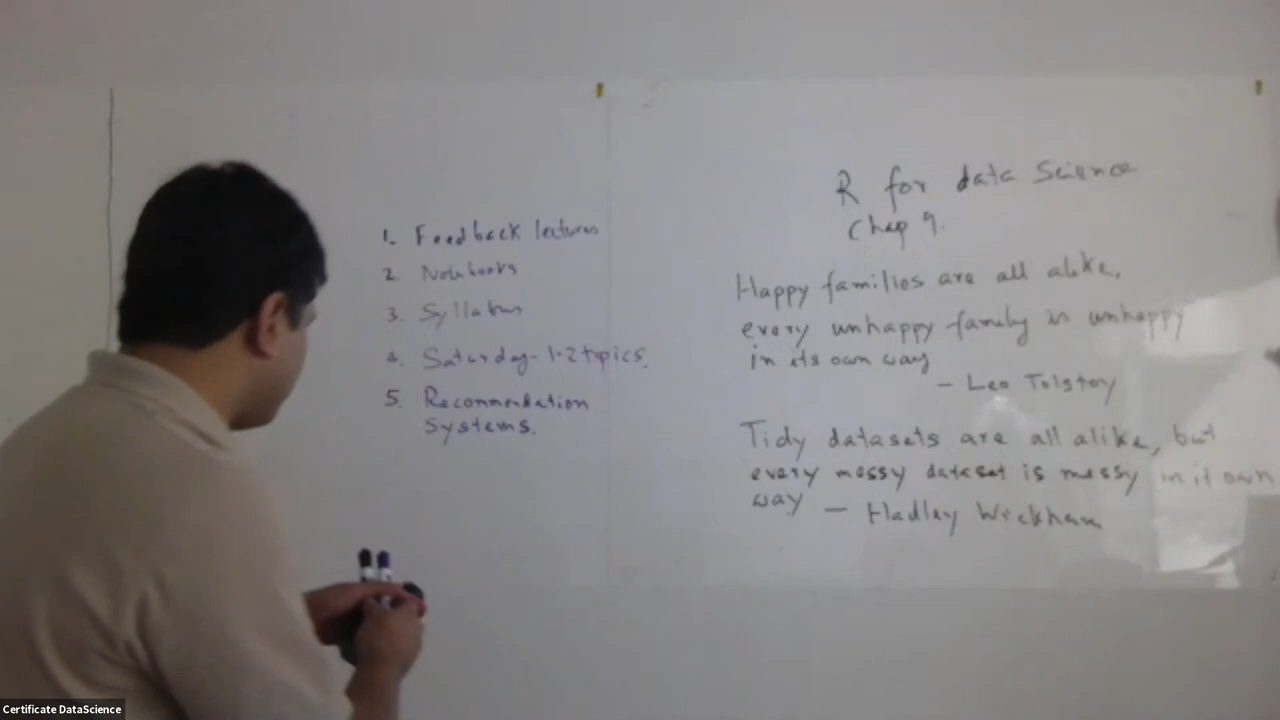 1. Feedback lectures
2. Notebooks
3. Syllabus
4. Saturday - 1-2 topics.
5. Recommendation
Systems.
R for data Science
Chap 9.
Happy families are all alike,
every unhappy family is unhappy
in its own way
- Leo Tolstoy
Tidy datasets are all alike, but
every messy dataset is messy in it own
way - Hadley Wickham
Certificate DataScience